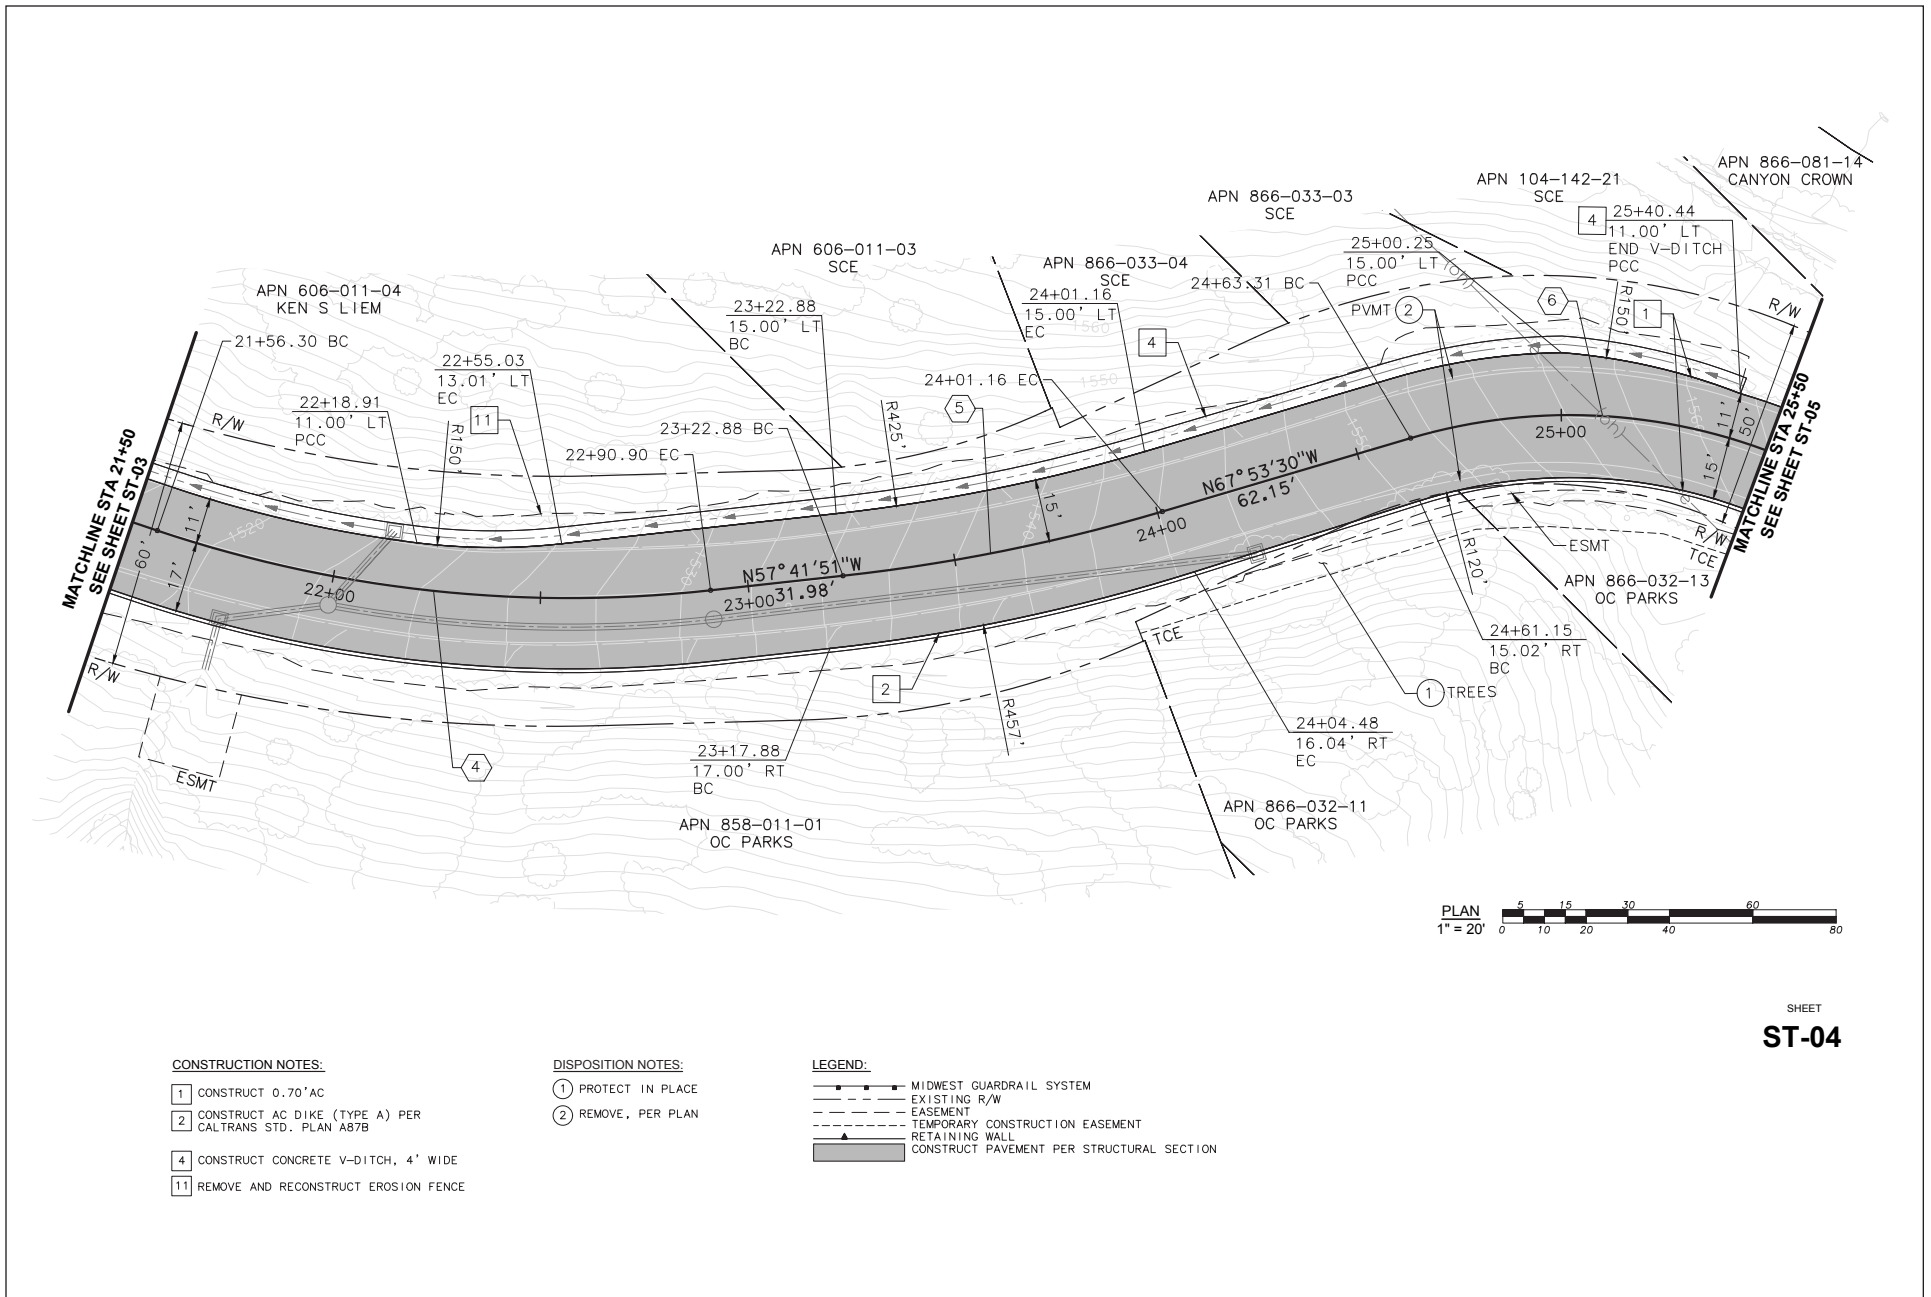 APN 866-081-14
CANYON CROWN
APN 104-142-21
SCE
4
25+40.44
11.00' LT
END V-DITCH
PCC
APN 866-033-03
SCE
25+00.25
15.00' LT
PCC
PVMT 2
6
R150'
1
R/W
APN 606-011-03
SCE
APN 866-033-04
SCE
24+63.31 BC
24+01.16
15.00' LT
EC
1560
4
APN 606-011-04
KEN S LIEM
23+22.88
15.00' LT
BC
21+56.30 BC
22+55.03
13.01' LT
EC
24+01.16 EC
1550
22+18.91
11.00' LT
PCC
R/W
R150'
11
23+22.88 BC
22+90.90 EC
R425'
5
MATCHLINE STA 21+50
SEE SHEET ST-03
MATCHLINE STA 25+50
SEE SHEET ST-05
11'
17'
60'
1520
22+00
1530
N57°41'51"W
31.98'
23+00
1540
15'
24+00
N67°53'30"W
62.15'
25+00
(oh)
(oh)
11'
50'
15'
R/W
TCE
ESMT
R120'
APN 866-032-13
OC PARKS
24+61.15
15.02' RT
BC
1 TREES
TCE
R/W
ESMT
4
2
R457'
24+04.48
16.04' RT
EC
23+17.88
17.00' RT
BC
APN 858-011-01
OC PARKS
APN 866-032-11
OC PARKS
PLAN
1" = 20'
5 15 30 60
0 10 20 40 80
SHEET
ST-04
CONSTRUCTION NOTES:
1 CONSTRUCT 0.70'AC
2 CONSTRUCT AC DIKE (TYPE A) PER
CALTRANS STD. PLAN A87B
4 CONSTRUCT CONCRETE V-DITCH, 4' WIDE
11 REMOVE AND RECONSTRUCT EROSION FENCE
DISPOSITION NOTES:
1 PROTECT IN PLACE
2 REMOVE, PER PLAN
LEGEND:
MIDWEST GUARDRAIL SYSTEM
EXISTING R/W
EASEMENT
TEMPORARY CONSTRUCTION EASEMENT
RETAINING WALL
CONSTRUCT PAVEMENT PER STRUCTURAL SECTION